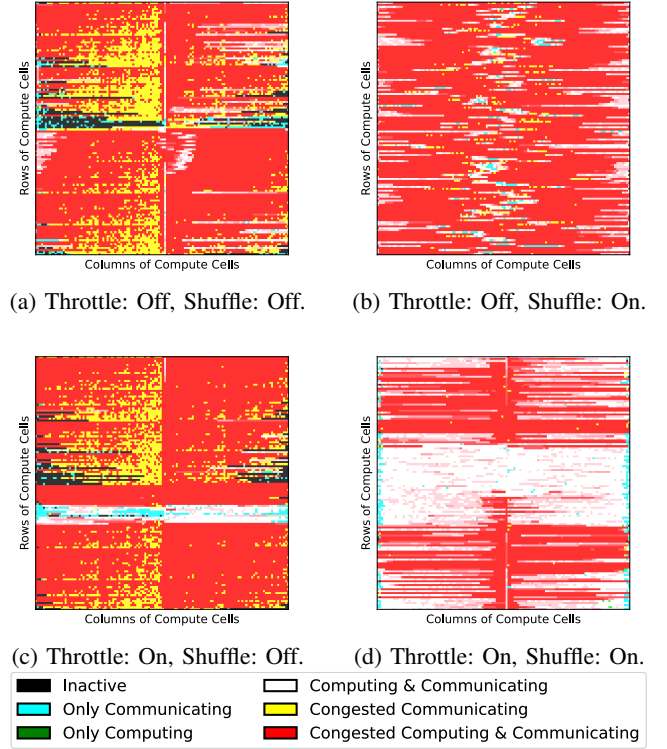 Rows of Compute Cells
Rows of Compute Cells
Columns of Compute Cells
Columns of Compute Cells
(a) Throttle: Off, Shuffle: Off.
(b) Throttle: Off, Shuffle: On.
Rows of Compute Cells
Rows of Compute Cells
Columns of Compute Cells
Columns of Compute Cells
(c) Throttle: On, Shuffle: Off.
(d) Throttle: On, Shuffle: On.
Inactive
Only Communicating
Only Computing
Computing & Communicating
Congested Communicating
Congested Computing & Communicating